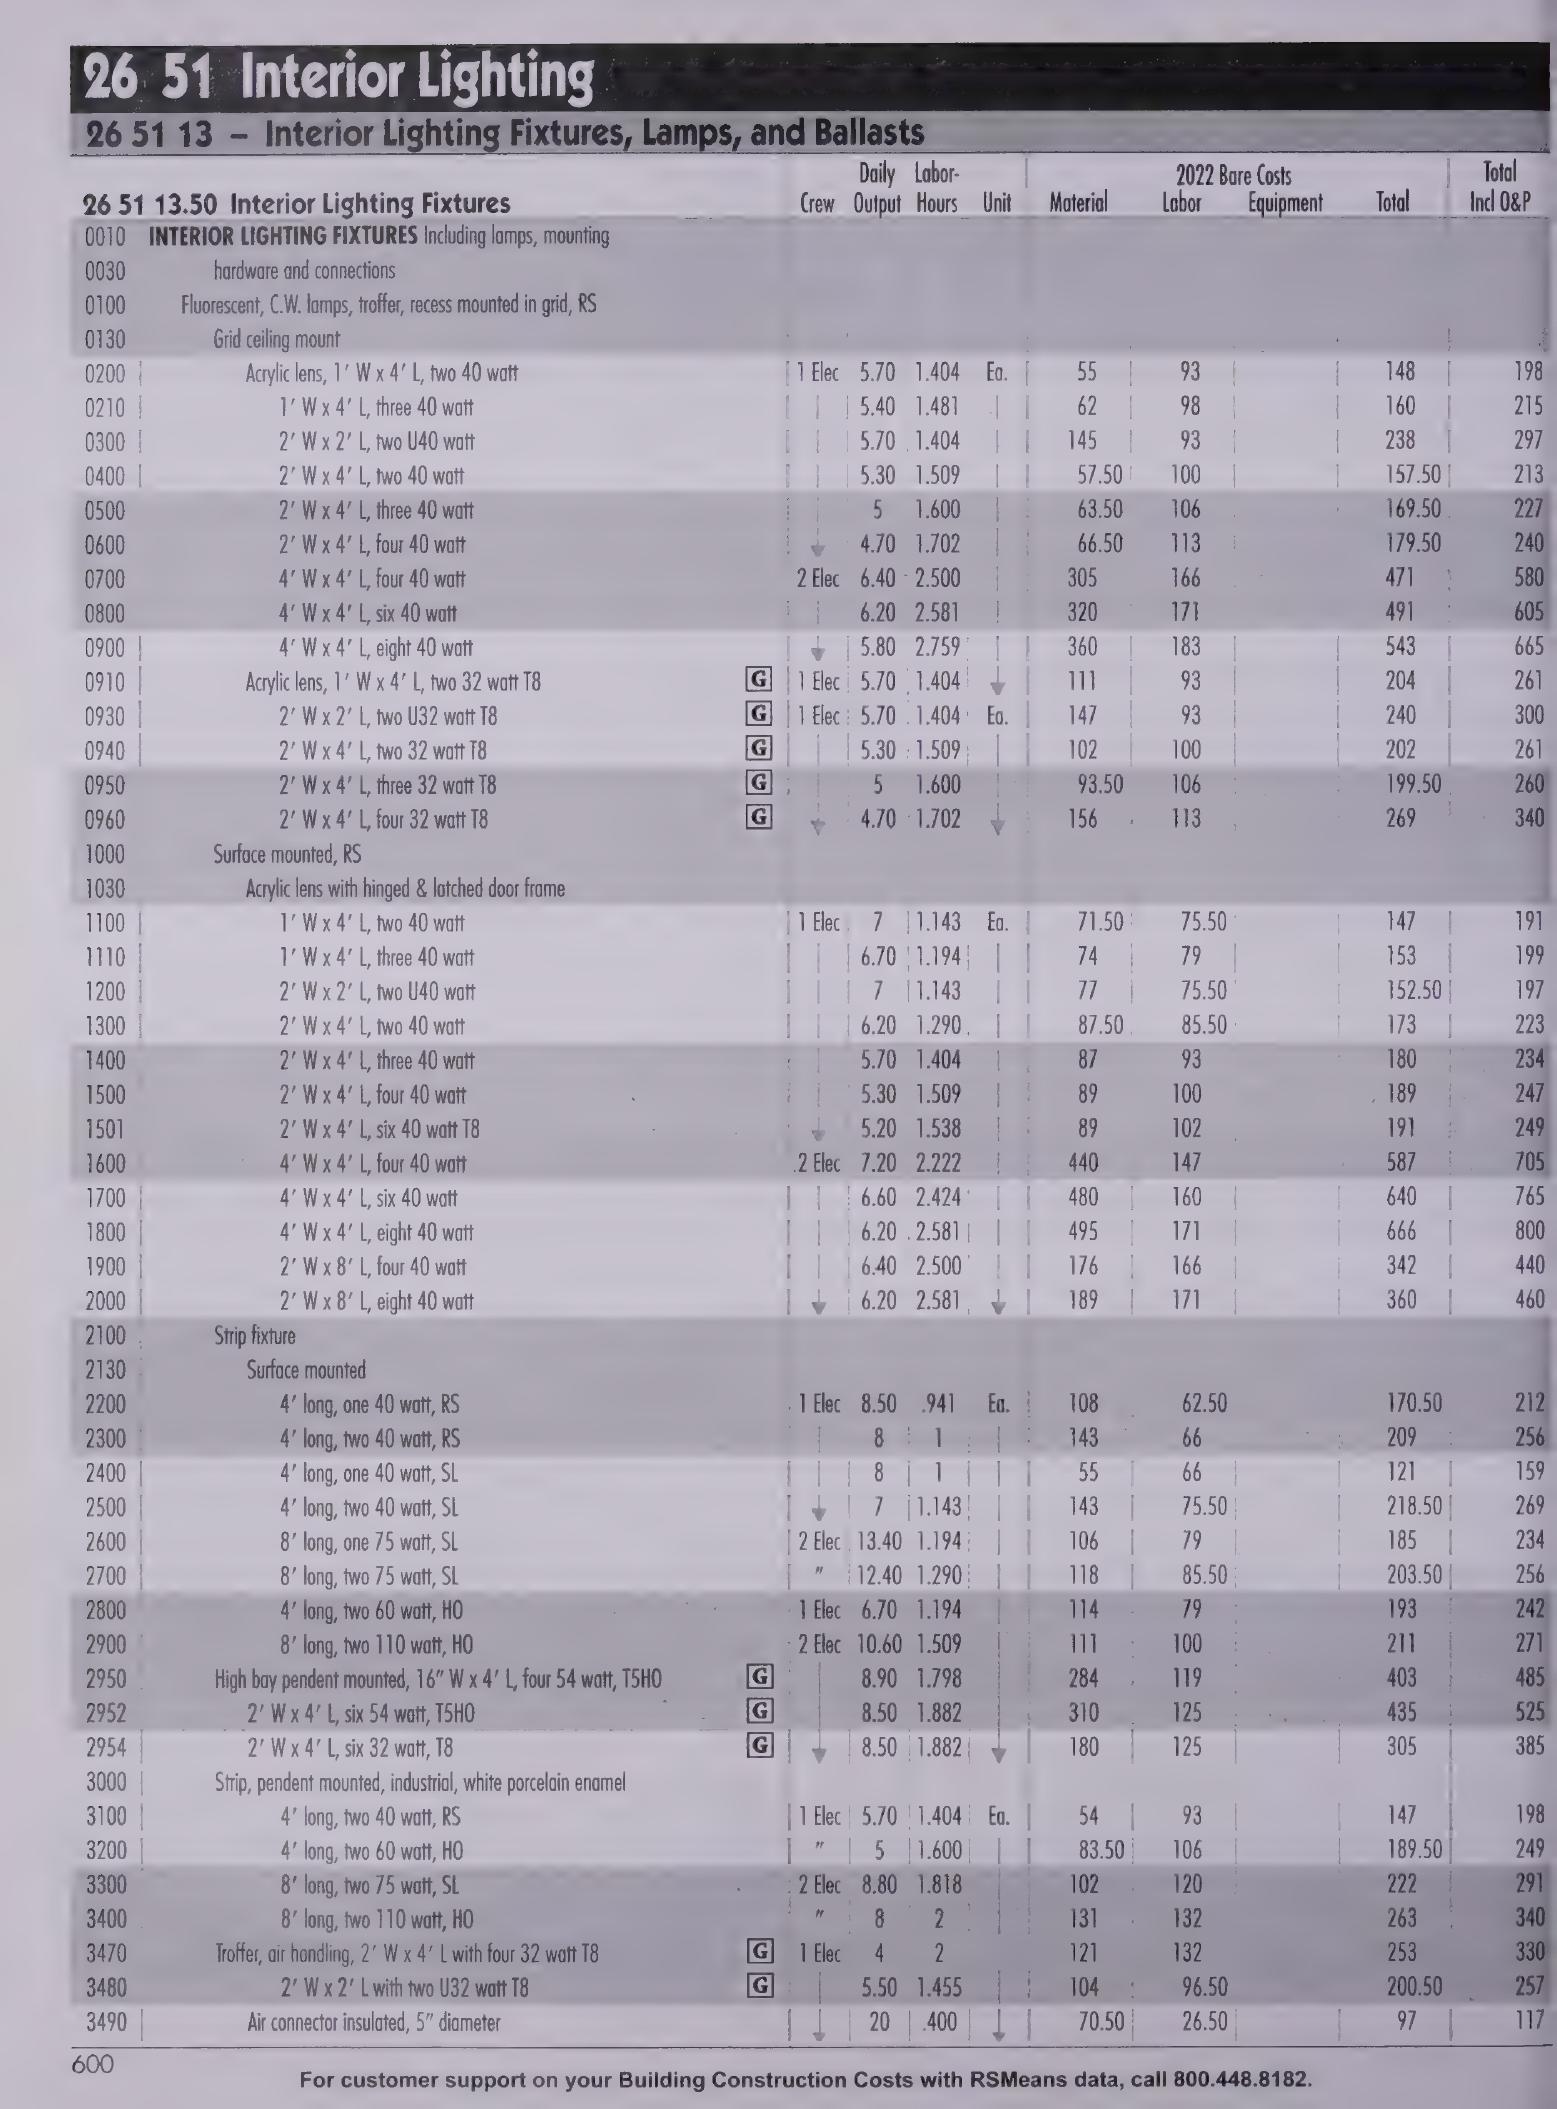 26 51 Interior Lighting
26 51 13 – Interior Lighting Fixtures, Lamps, and Ballasts
Daily Labor- 2022 Bare Costs Total
26 51 13.50 Interior Lighting Fixtures Crew Output Hours Unit Material Labor Equipment Total Incl O&P
0010 INTERIOR LIGHTING FIXTURES Including lamps, mounting
0030 hardware and connections
0100 Fluorescent, C.W. lamps, troffer, recess mounted in grid, RS
0130 Grid ceiling mount
0200 Acrylic lens, 1' W x 4' L, two 40 watt 1 Elec 5.70 1.404 Ea. 55 93 148 198
0210 1' W x 4' L, three 40 watt 5.40 1.481 62 98 160 215
0300 2' W x 2' L, two U40 watt 5.70 1.404 145 93 238 297
0400 2' W x 4' L, two 40 watt 5.30 1.509 57.50 100 157.50 213
0500 2' W x 4' L, three 40 watt 5 1.600 63.50 106 169.50 227
0600 2' W x 4' L, four 40 watt 4.70 1.702 66.50 113 179.50 240
0700 4' W x 4' L, four 40 watt 2 Elec 6.40 2.500 305 166 471 580
0800 4' W x 4' L, six 40 watt 6.20 2.581 320 171 491 605
0900 4' W x 4' L, eight 40 watt 5.80 2.759 360 183 543 665
0910 Acrylic lens, 1' W x 4' L, two 32 watt T8 G 1 Elec 5.70 1.404 111 93 204 261
0930 2' W x 2' L, two U32 watt T8 G 1 Elec 5.70 1.404 Ea. 147 93 240 300
0940 2' W x 4' L, two 32 watt T8 G 5.30 1.509 102 100 202 261
0950 2' W x 4' L, three 32 watt T8 G 5 1.600 93.50 106 199.50 260
0960 2' W x 4' L, four 32 watt T8 G 4.70 1.702 156 113 269 340
1000 Surface mounted, RS
1030 Acrylic lens with hinged & latched door frame
1100 1' W x 4' L, two 40 watt 1 Elec 7 1.143 Ea. 71.50 75.50 147 191
1110 1' W x 4' L, three 40 watt 6.70 1.194 74 79 153 199
1200 2' W x 2' L, two U40 watt 7 1.143 77 75.50 152.50 197
1300 2' W x 4' L, two 40 watt 6.20 1.290 87.50 85.50 173 223
1400 2' W x 4' L, three 40 watt 5.70 1.404 87 93 180 234
1500 2' W x 4' L, four 40 watt 5.30 1.509 89 100 189 247
1501 2' W x 4' L, six 40 watt T8 5.20 1.538 89 102 191 249
1600 4' W x 4' L, four 40 watt 2 Elec 7.20 2.222 440 147 587 705
1700 4' W x 4' L, six 40 watt 6.60 2.424 480 160 640 765
1800 4' W x 4' L, eight 40 watt 6.20 2.581 495 171 666 800
1900 2' W x 8' L, four 40 watt 6.40 2.500 176 166 342 440
2000 2' W x 8' L, eight 40 watt 6.20 2.581 189 171 360 460
2100 Strip fixture
2130 Surface mounted
2200 4' long, one 40 watt, RS 1 Elec 8.50 .941 Ea. 108 62.50 170.50 212
2300 4' long, two 40 watt, RS 8 1 143 66 209 256
2400 4' long, one 40 watt, SL 8 1 55 66 121 159
2500 4' long, two 40 watt, SL 7 1.143 143 75.50 218.50 269
2600 8' long, one 75 watt, SL 2 Elec 13.40 1.194 106 79 185 234
2700 8' long, two 75 watt, SL " 12.40 1.290 118 85.50 203.50 256
2800 4' long, two 60 watt, HO 1 Elec 6.70 1.194 114 79 193 242
2900 8' long, two 110 watt, HO 2 Elec 10.60 1.509 111 100 211 271
2950 High bay pendent mounted, 16" W x 4' L, four 54 watt, T5HO G 8.90 1.798 284 119 403 485
2952 2' W x 4' L, six 54 watt, T5HO G 8.50 1.882 310 125 435 525
2954 2' W x 4' L, six 32 watt, T8 G 8.50 1.882 180 125 305 385
3000 Strip, pendent mounted, industrial, white porcelain enamel
3100 4' long, two 40 watt, RS 1 Elec 5.70 1.404 Ea. 54 93 147 198
3200 4' long, two 60 watt, HO " 5 1.600 83.50 106 189.50 249
3300 8' long, two 75 watt, SL 2 Elec 8.80 1.818 102 120 222 291
3400 8' long, two 110 watt, HO " 8 2 131 132 263 340
3470 Troffer, air handling, 2' W x 4' L with four 32 watt T8 G 1 Elec 4 2 121 132 253 330
3480 2' W x 2' L with two U32 watt T8 G 5.50 1.455 104 96.50 200.50 257
3490 Air connector insulated, 5" diameter 20 .400 70.50 26.50 97 117
600
For customer support on your Building Construction Costs with RSMeans data, call 800.448.8182.